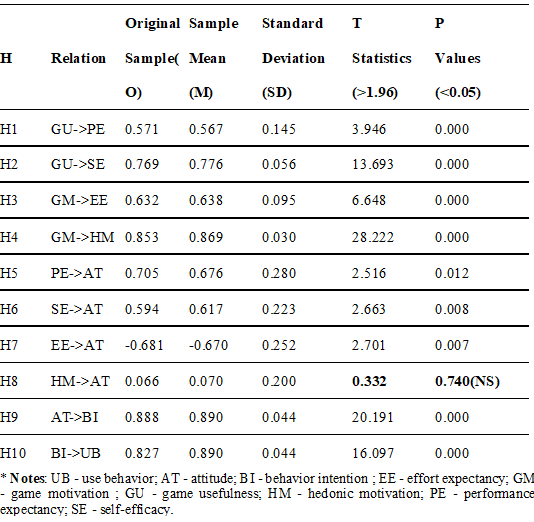 Original Sample Standard T P
H Relation Sample( Mean Deviation Statistics Values
O) (M) (SD) (>1.96) (<0.05)
H1 GU->PE 0.571 0.567 0.145 3.946 0.000
H2 GU->SE 0.769 0.776 0.056 13.693 0.000
H3 GM->EE 0.632 0.638 0.095 6.648 0.000
H4 GM->HM 0.853 0.869 0.030 28.222 0.000
H5 PE->AT 0.705 0.676 0.280 2.516 0.012
H6 SE->AT 0.594 0.617 0.223 2.663 0.008
H7 EE->AT -0.681 -0.670 0.252 2.701 0.007
H8 HM->AT 0.066 0.070 0.200 0.332 0.740(NS)
H9 AT->BI 0.888 0.890 0.044 20.191 0.000
H10 BI->UB 0.827 0.890 0.044 16.097 0.000
* Notes: UB - use behavior; AT - attitude; BI - behavior intention ; EE - effort expectancy; GM
- game motivation ; GU - game usefulness; HM - hedonic motivation; PE - performance
expectancy; SE - self-efficacy.